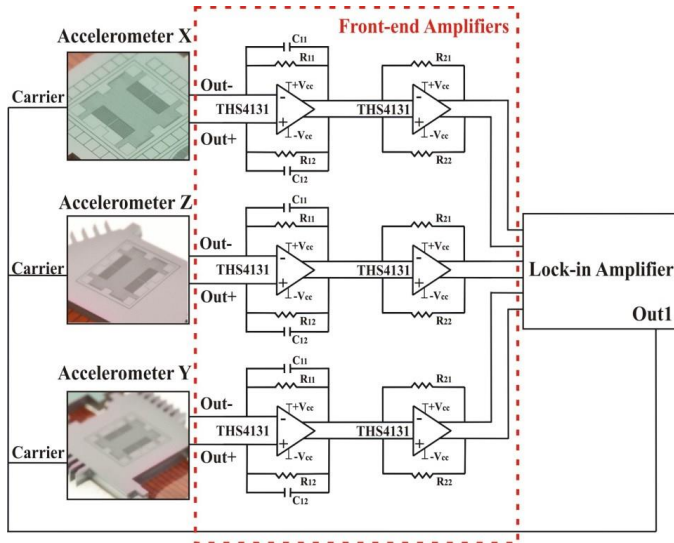 Front-end Amplifiers
Accelerometer X
Carrier
Out-
Out+
C11
R11
THS4131
+Vcc
-Vcc
R12
C12
R21
THS4131
+Vcc
-Vcc
R22
Accelerometer Z
Carrier
Out-
Out+
C11
R11
THS4131
+Vcc
-Vcc
R12
C12
R21
THS4131
+Vcc
-Vcc
R22
Lock-in Amplifier
Out1
Accelerometer Y
Carrier
Out-
Out+
C11
R11
THS4131
+Vcc
-Vcc
R12
C12
R21
THS4131
+Vcc
-Vcc
R22